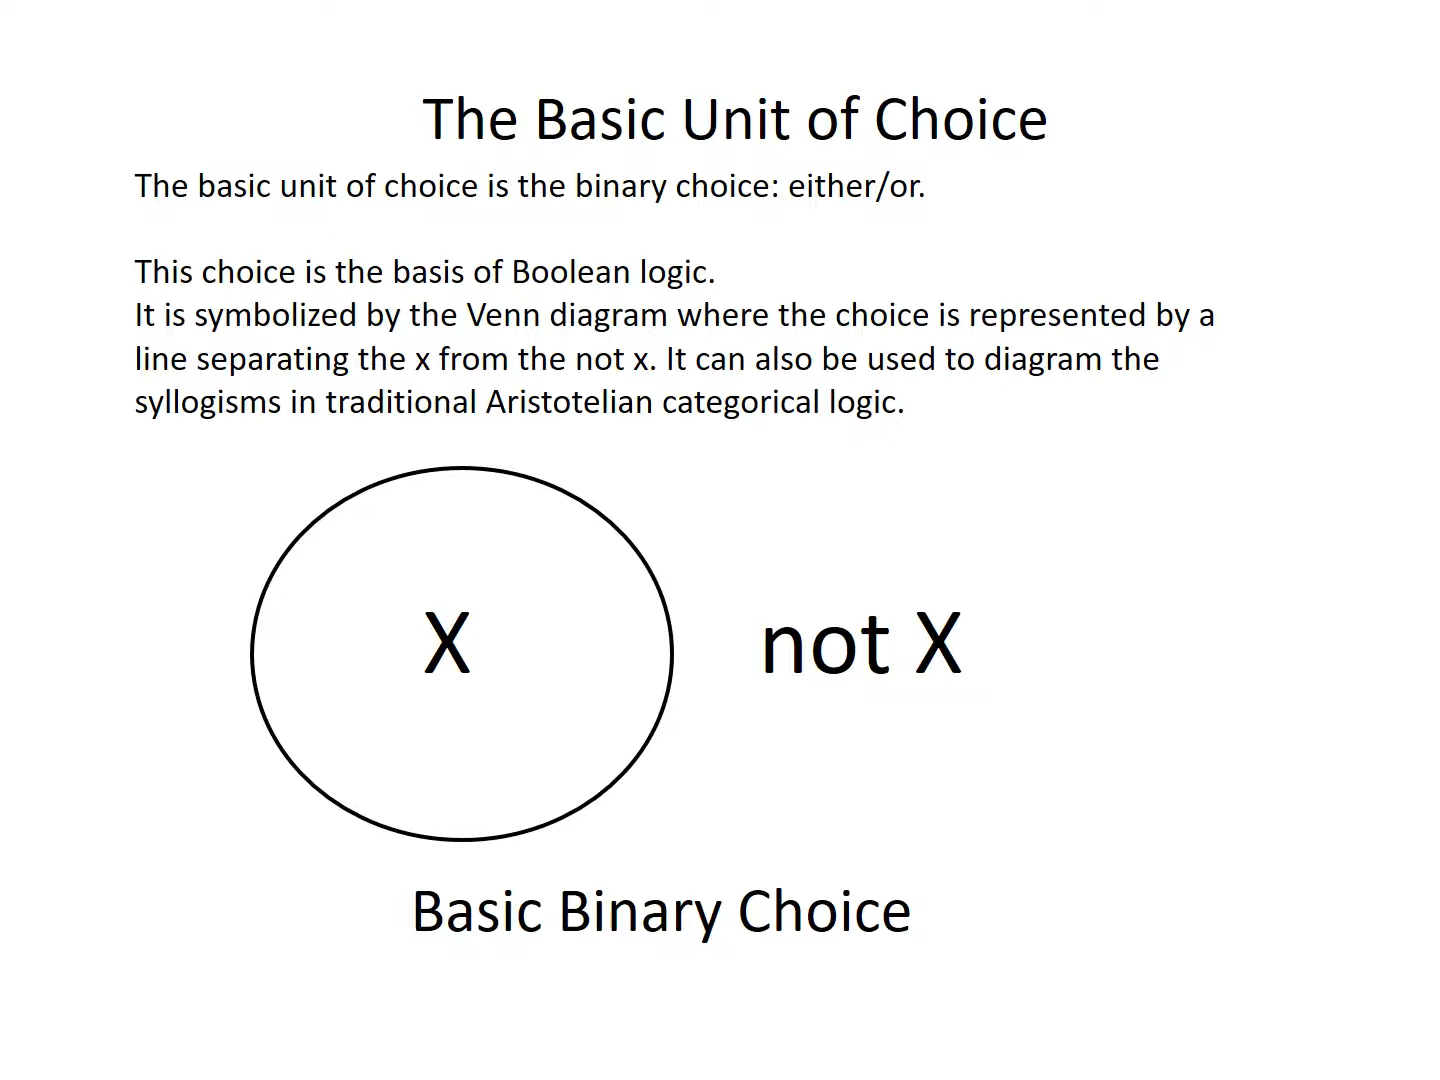 The Basic Unit of Choice
The basic unit of choice is the binary choice: either/or.
This choice is the basis of Boolean logic.
It is symbolized by the Venn diagram where the choice is represented by a
line separating the x from the not x. It can also be used to diagram the
syllogisms in traditional Aristotelian categorical logic.
X
not X
Basic Binary Choice